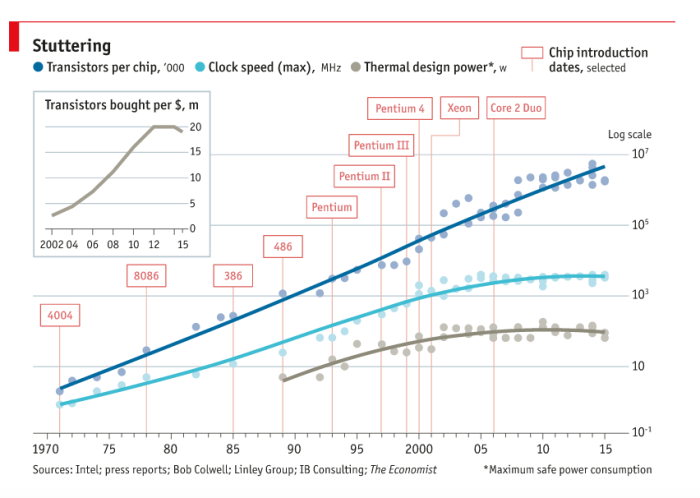 Stuttering
Transistors per chip, '000 Clock speed (max), MHz Thermal design power*, w
Chip introduction
dates, selected
Transistors bought per $, m
20
15
10
5
0
2002 04 06 08 10 12 15
Log scale
10⁷
10⁵
10³
10
10⁻¹
Pentium 4
Xeon
Core 2 Duo
Pentium III
Pentium II
Pentium
486
8086
386
4004
1970 75 80 85 90 95 2000 05 10 15
Sources: Intel; press reports; Bob Colwell; Linley Group; IB Consulting; The Economist
*Maximum safe power consumption